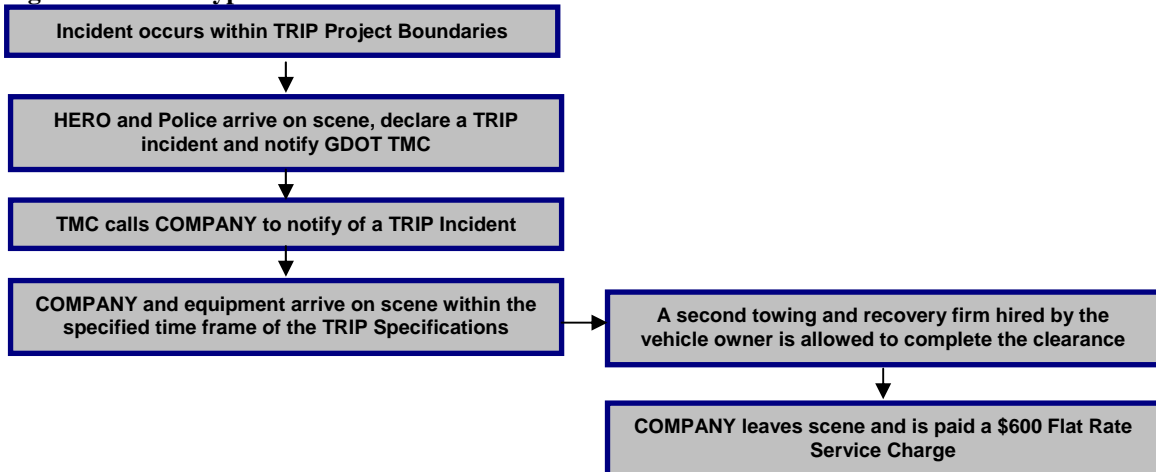 Incident occurs within TRIP Project Boundaries
HERO and Police arrive on scene, declare a TRIP
incident and notify GDOT TMC
TMC calls COMPANY to notify of a TRIP Incident
COMPANY and equipment arrive on scene within the
specified time frame of the TRIP Specifications
A second towing and recovery firm hired by the
vehicle owner is allowed to complete the clearance
COMPANY leaves scene and is paid a $600 Flat Rate
Service Charge